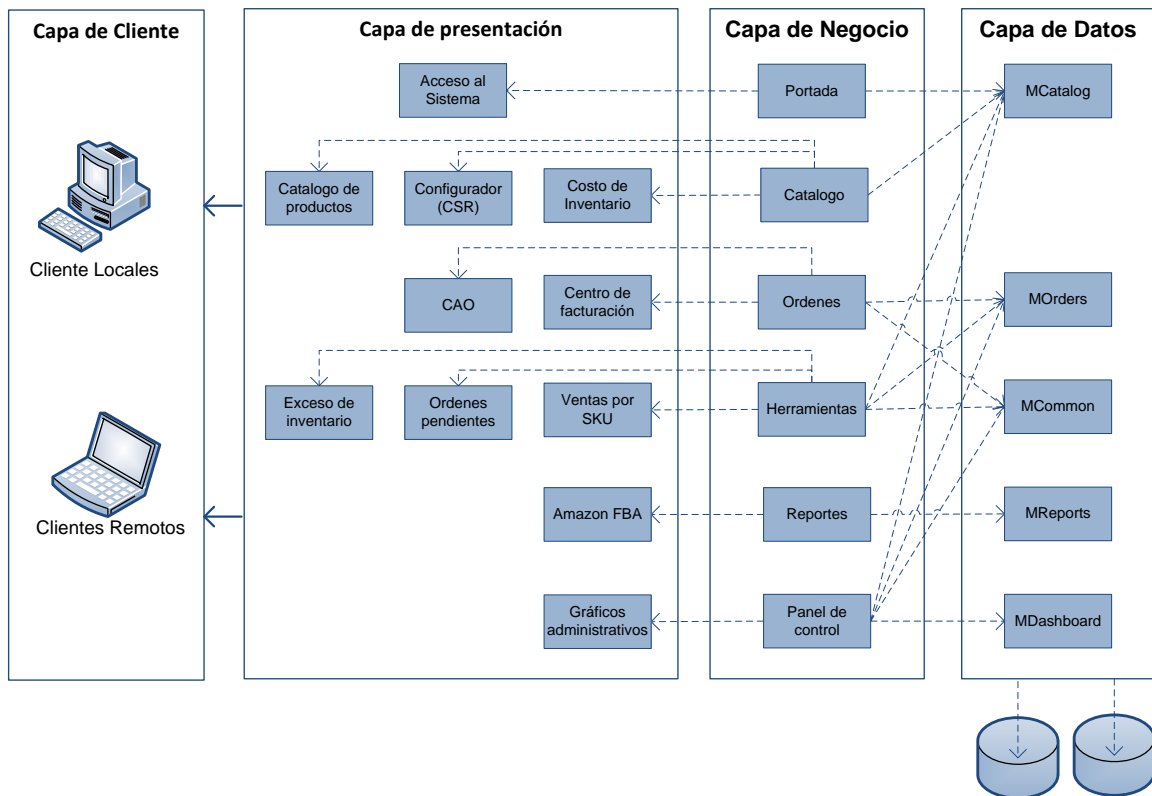 Capa de Cliente
Capa de presentación
Capa de Negocio
Capa de Datos
Acceso al
Sistema
Portada
MCatalog
Catalogo de
productos
Configurador
(CSR)
Costo de
Inventario
Catalogo
Cliente Locales
CAO
Centro de
facturación
Ordenes
MOrders
Exceso de
inventario
Ordenes
pendientes
Ventas por
SKU
Herramientas
MCommon
Clientes Remotos
Amazon FBA
Reportes
MReports
Gráficos
administrativos
Panel de
control
MDashboard